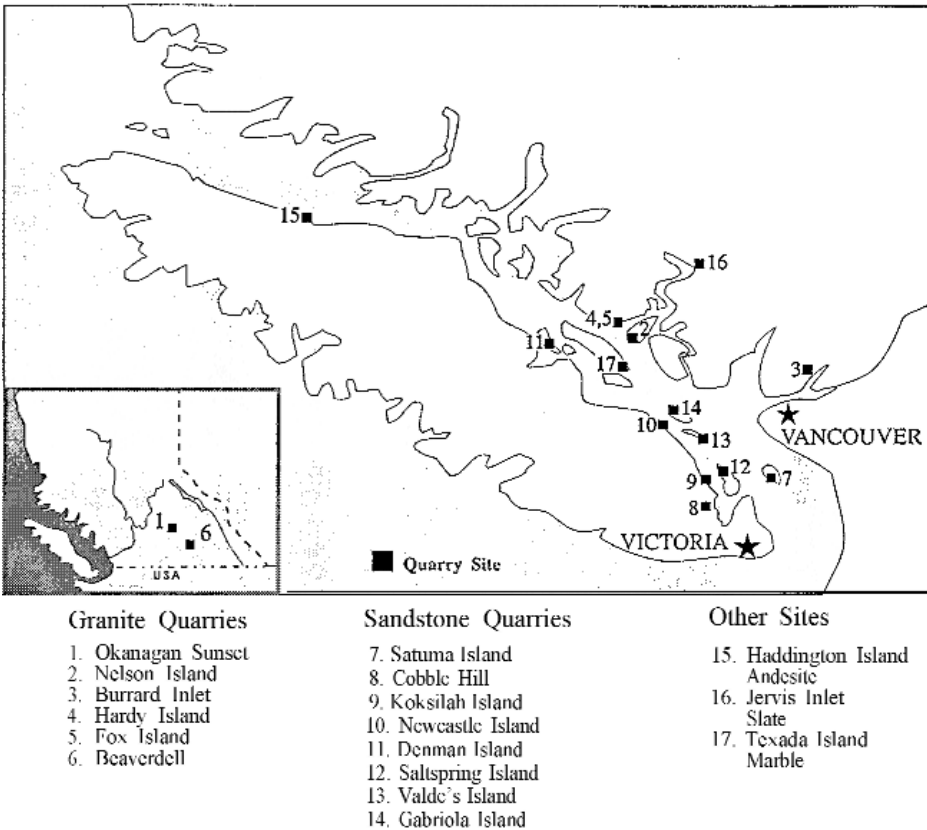 16
15
4,5
2
11
17
3
14
10
VANCOUVER
13
12
7
9
8
1
6
VICTORIA
USA
Quarry Site
Granite Quarries
1. Okanagan Sunset
2. Nelson Island
3. Burrard Inlet
4. Hardy Island
5. Fox Island
6. Beaverdell
Sandstone Quarries
7. Satuma Island
8. Cobble Hill
9. Koksilah Island
10. Newcastle Island
11. Denman Island
12. Saltspring Island
13. Valde's Island
14. Gabriola Island
Other Sites
15. Haddington Island
Andesite
16. Jervis Inlet
Slate
17. Texada Island
Marble